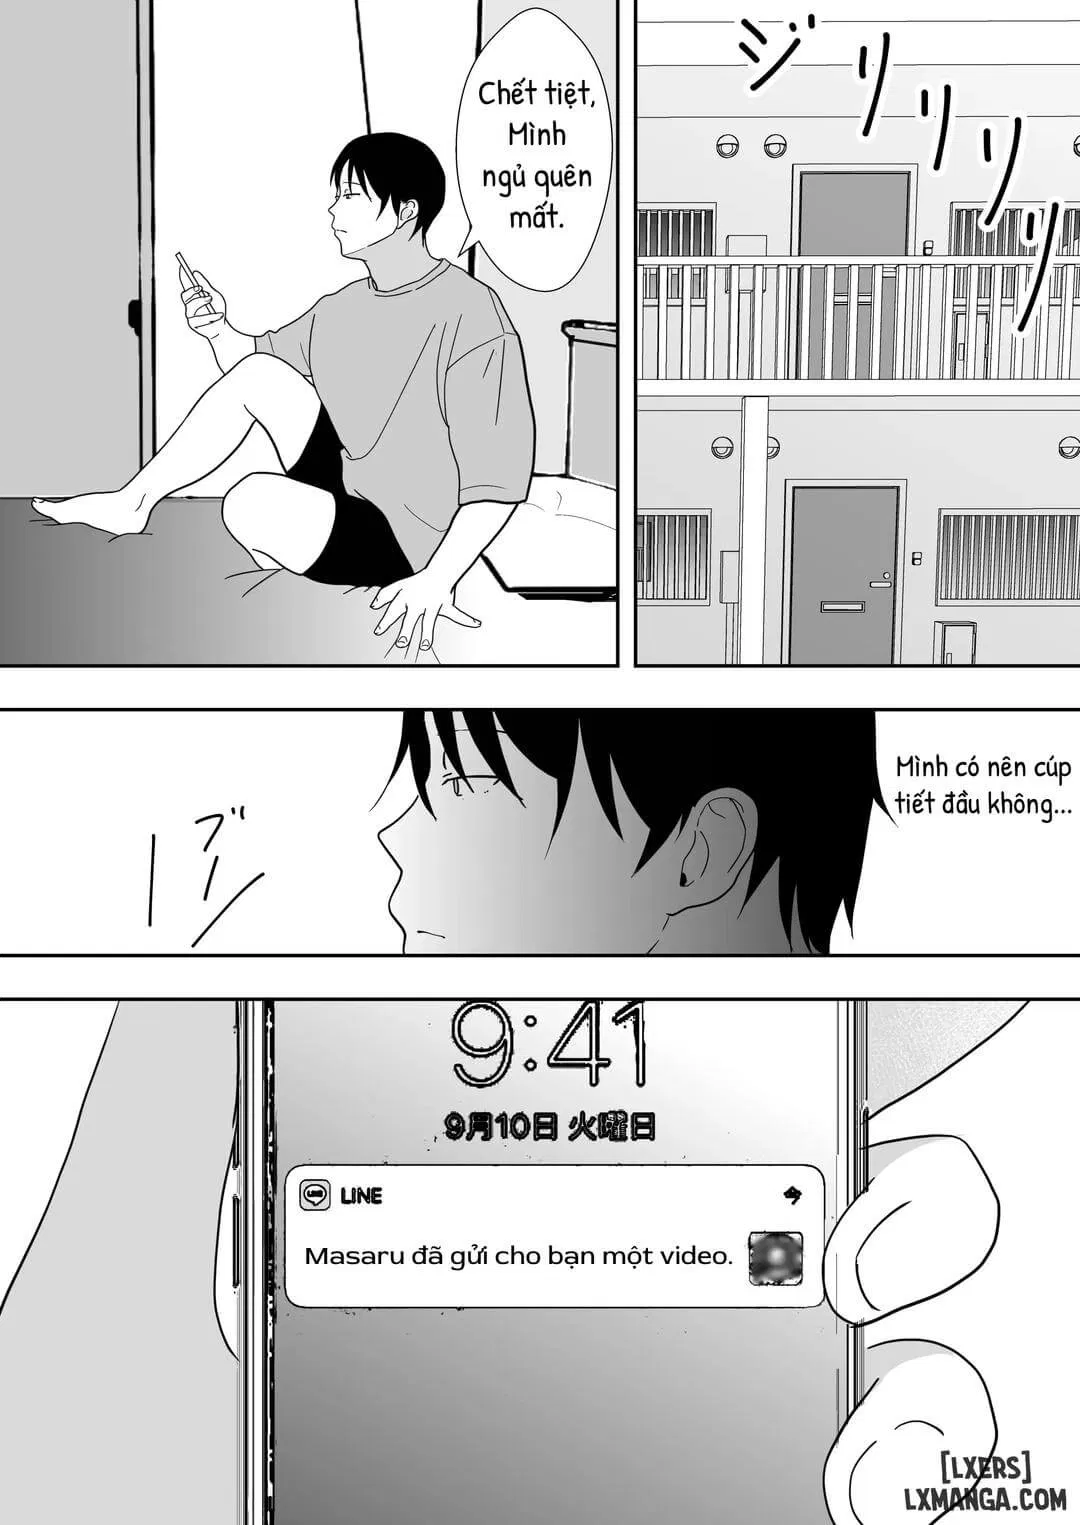 ジリリリリ
Chết tiệt,
Mình
ngủ quên
mất.
Mình có nên cúp
tiết đầu không...
ブブ
9:41
9月10日 火曜日
LINE
今
Masaru đã gửi cho bạn một video.
[LXERS]
LXMANGA.COM